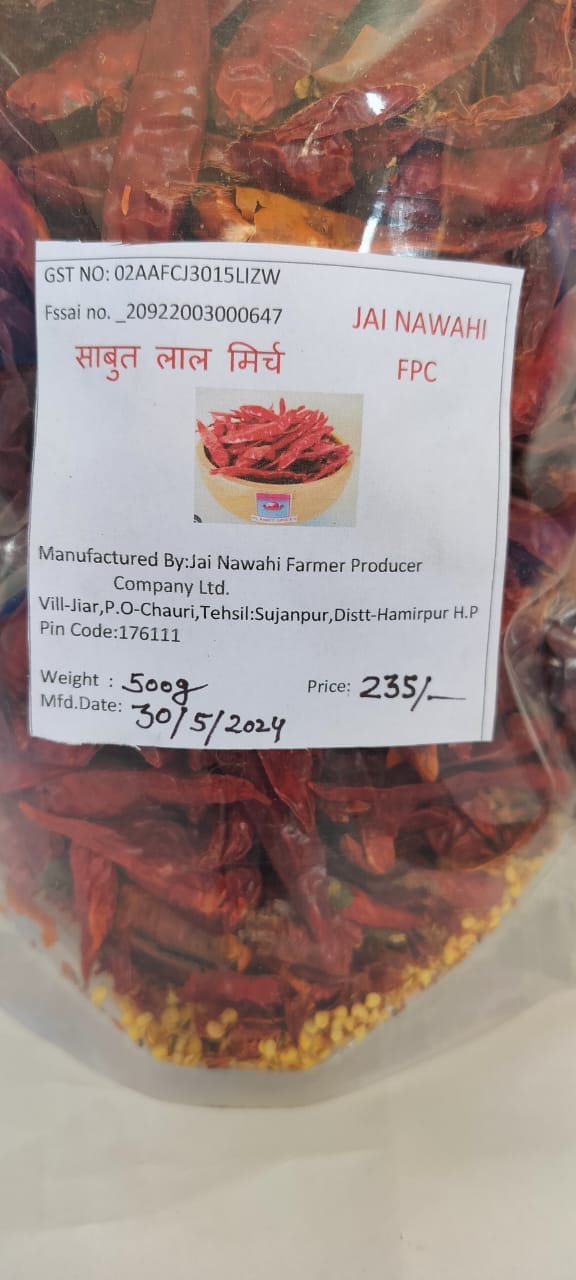 GST NO: 02AAFCJ3015LIZW
Fssai no. _20922003000647
JAI NAWAHI
FPC
साबुत लाल मिर्च
Manufactured By:Jai Nawahi Farmer Producer
Company Ltd.
Vill-Jiar,P.O-Chauri,Tehsil:Sujanpur,Distt-Hamirpur H.P
Pin Code:176111
Weight : 500g
Price: 235/-
Mfd.Date: 30/5/2024